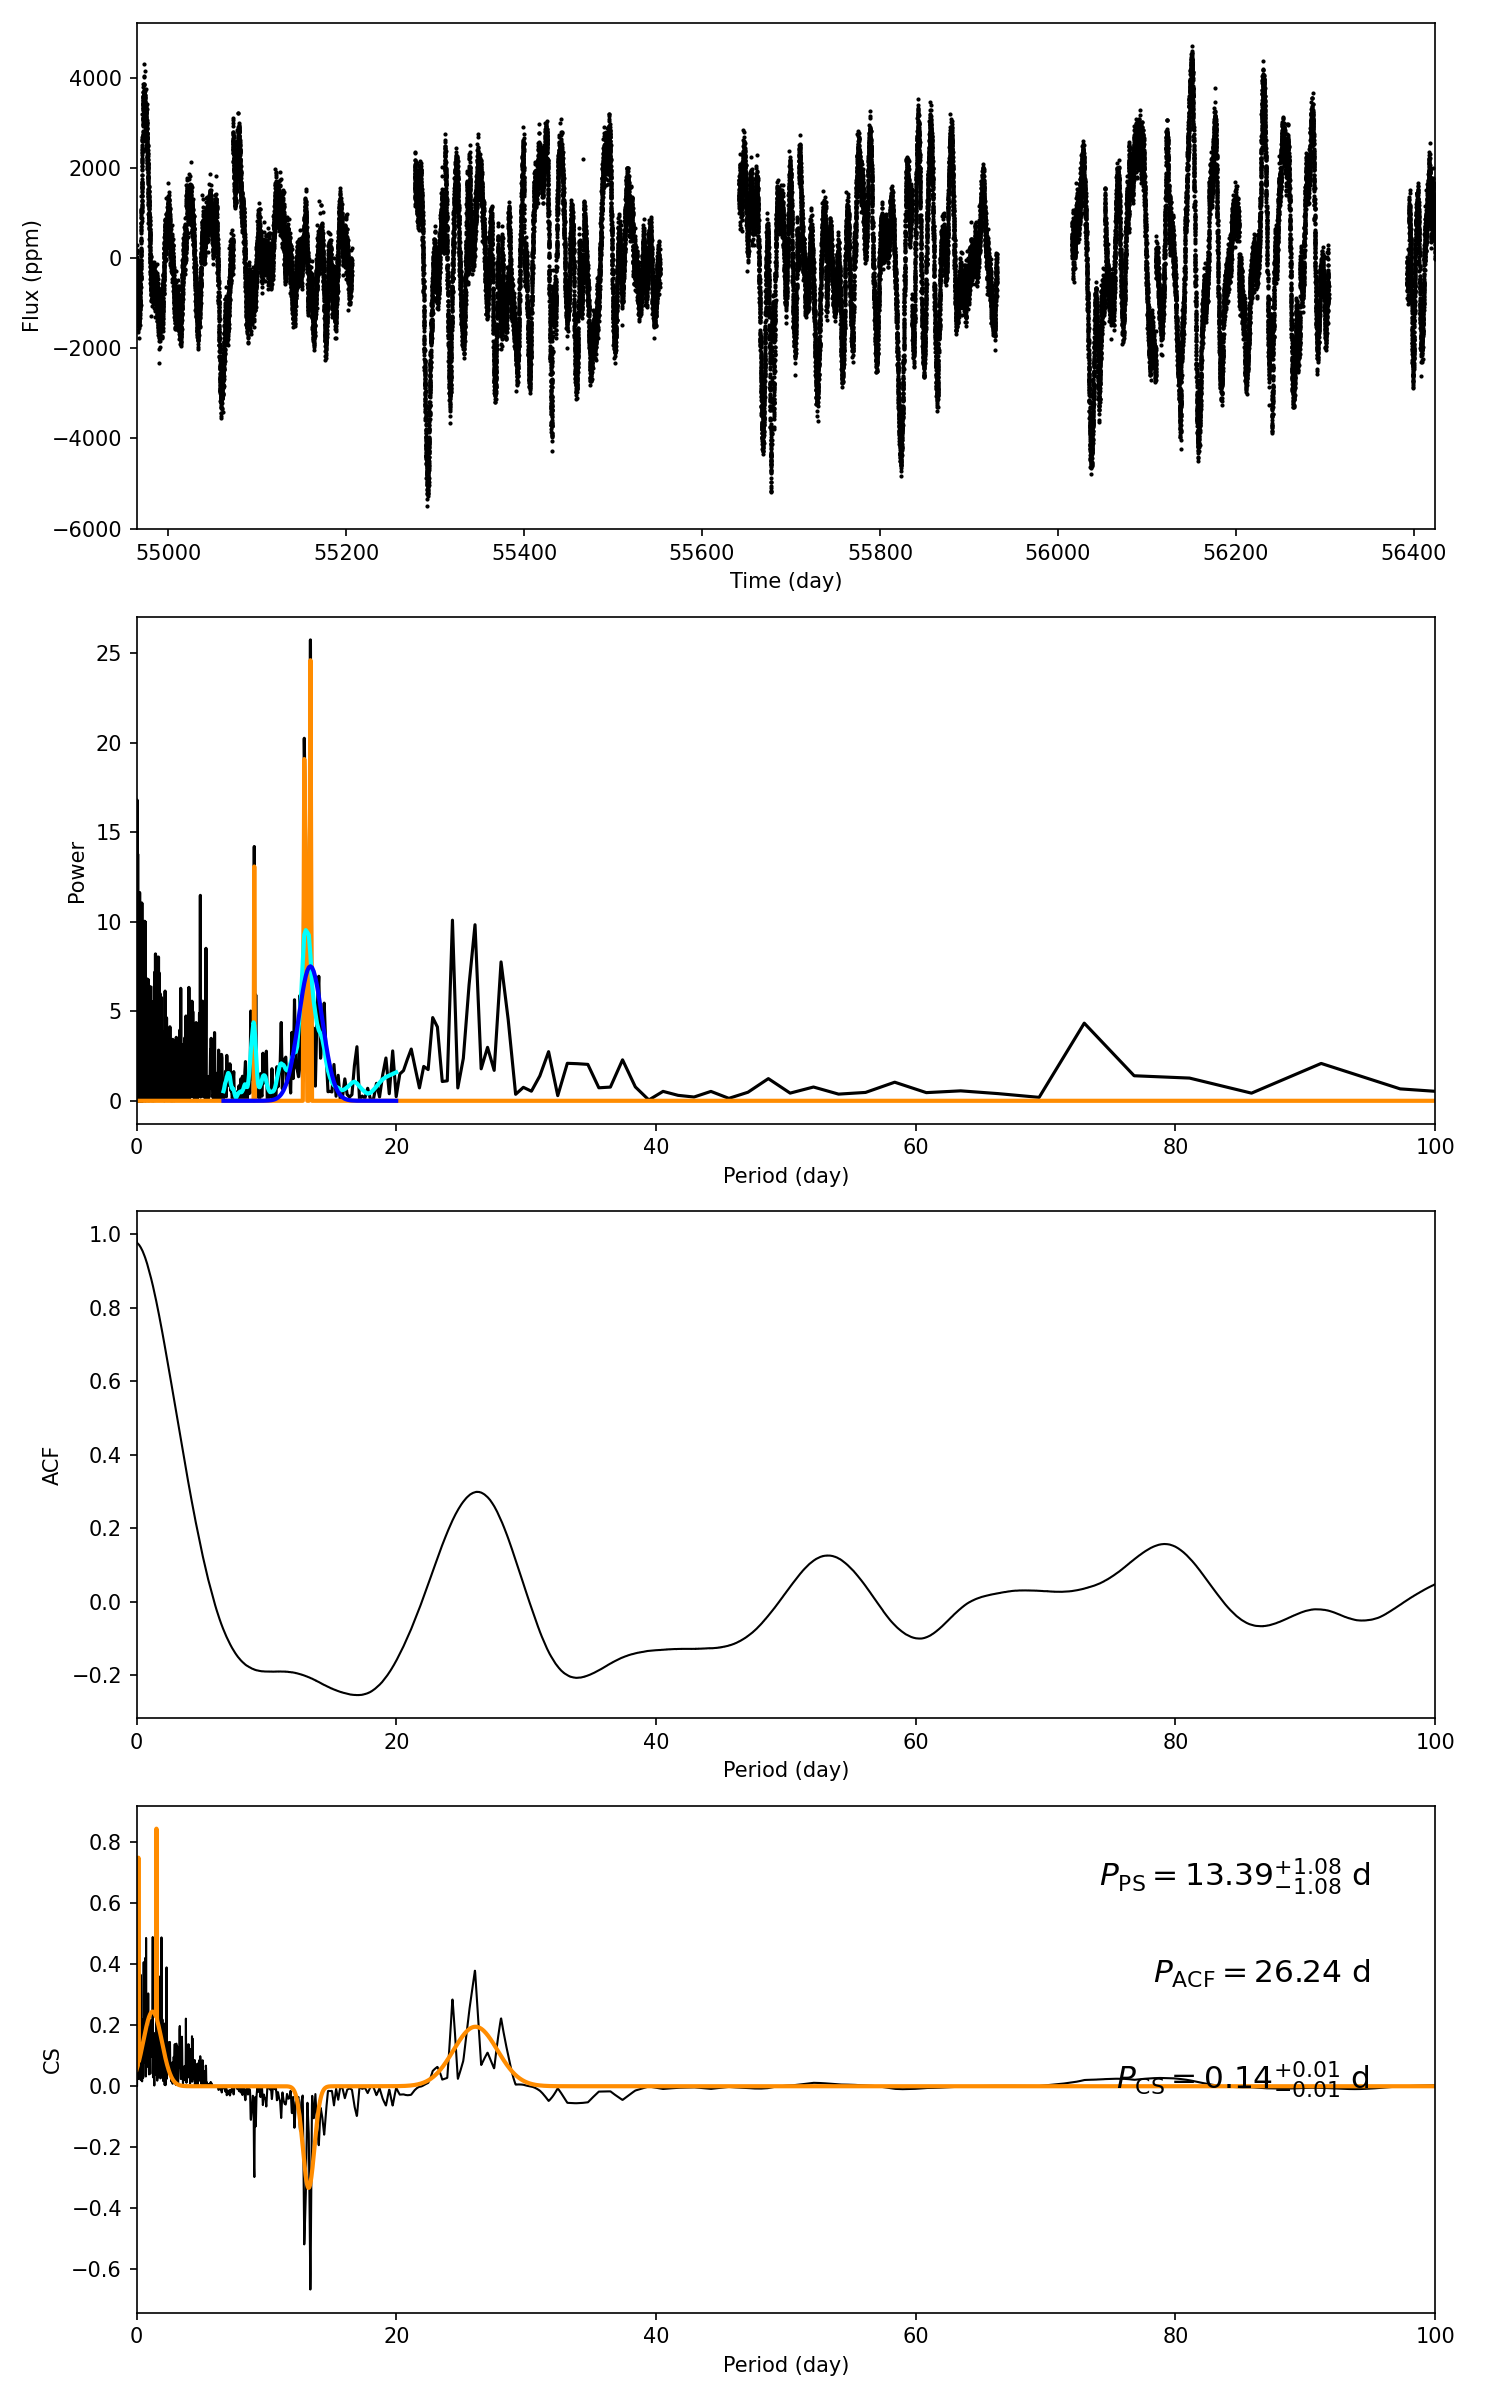 4000
2000
0
−2000
−4000
−6000
Flux (ppm)
55000 55200 55400 55600 55800 56000 56200 56400
Time (day)
25
20
15
10
5
0
Power
0 20 40 60 80 100
Period (day)
1.0
0.8
0.6
0.4
0.2
0.0
−0.2
ACF
0 20 40 60 80 100
Period (day)
0.8
0.6
0.4
0.2
0.0
−0.2
−0.4
−0.6
CS
P_PS = 13.39 +1.08 −1.08 d
P_ACF = 26.24 d
P_CS = 0.14 +0.01 −0.01 d
0 20 40 60 80 100
Period (day)